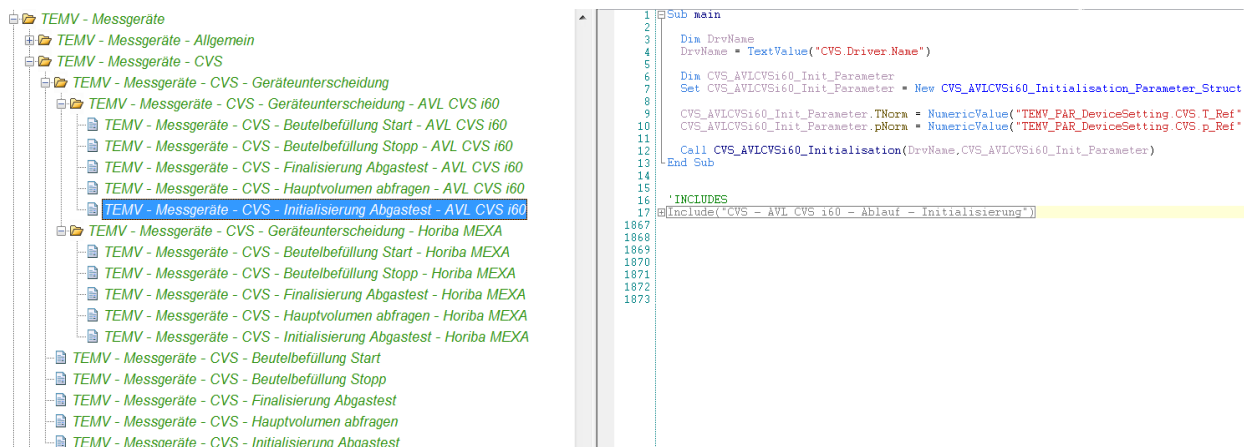 TEMV - Messgeräte
TEMV - Messgeräte - Allgemein
TEMV - Messgeräte - CVS
TEMV - Messgeräte - CVS - Geräteunterscheidung
TEMV - Messgeräte - CVS - Geräteunterscheidung - AVL CVS i60
TEMV - Messgeräte - CVS - Beutelbefüllung Start - AVL CVS i60
TEMV - Messgeräte - CVS - Beutelbefüllung Stopp - AVL CVS i60
TEMV - Messgeräte - CVS - Finalisierung Abgastest - AVL CVS i60
TEMV - Messgeräte - CVS - Hauptvolumen abfragen - AVL CVS i60
TEMV - Messgeräte - CVS - Initialisierung Abgastest - AVL CVS i60
TEMV - Messgeräte - CVS - Geräteunterscheidung - Horiba MEXA
TEMV - Messgeräte - CVS - Beutelbefüllung Start - Horiba MEXA
TEMV - Messgeräte - CVS - Beutelbefüllung Stopp - Horiba MEXA
TEMV - Messgeräte - CVS - Finalisierung Abgastest - Horiba MEXA
TEMV - Messgeräte - CVS - Hauptvolumen abfragen - Horiba MEXA
TEMV - Messgeräte - CVS - Initialisierung Abgastest - Horiba MEXA
TEMV - Messgeräte - CVS - Beutelbefüllung Start
TEMV - Messgeräte - CVS - Beutelbefüllung Stopp
TEMV - Messgeräte - CVS - Finalisierung Abgastest
TEMV - Messgeräte - CVS - Hauptvolumen abfragen
TEMV - Messgeräte - CVS - Initialisierung Abgastest
1 Sub main
2
3 Dim DrvName
4 DrvName = TextValue("CVS.Driver.Name")
5
6 Dim CVS_AVLCVSi60_Init_Parameter
7 Set CVS_AVLCVSi60_Init_Parameter = New CVS_AVLCVSi60_Initialisation_Parameter_Struct
8
9 CVS_AVLCVSi60_Init_Parameter.TNorm = NumericValue("TEMV_PAR_DeviceSetting.CVS.T_Ref"
10 CVS_AVLCVSi60_Init_Parameter.pNorm = NumericValue("TEMV_PAR_DeviceSetting.CVS.p_Ref"
11
12 Call CVS_AVLCVSi60_Initialisation(DrvName,CVS_AVLCVSi60_Init_Parameter)
13 End Sub
14
15
16 'INCLUDES
17 Include("CVS - AVL CVS i60 - Ablauf - Initialisierung")
1867
1868
1869
1870
1871
1872
1873